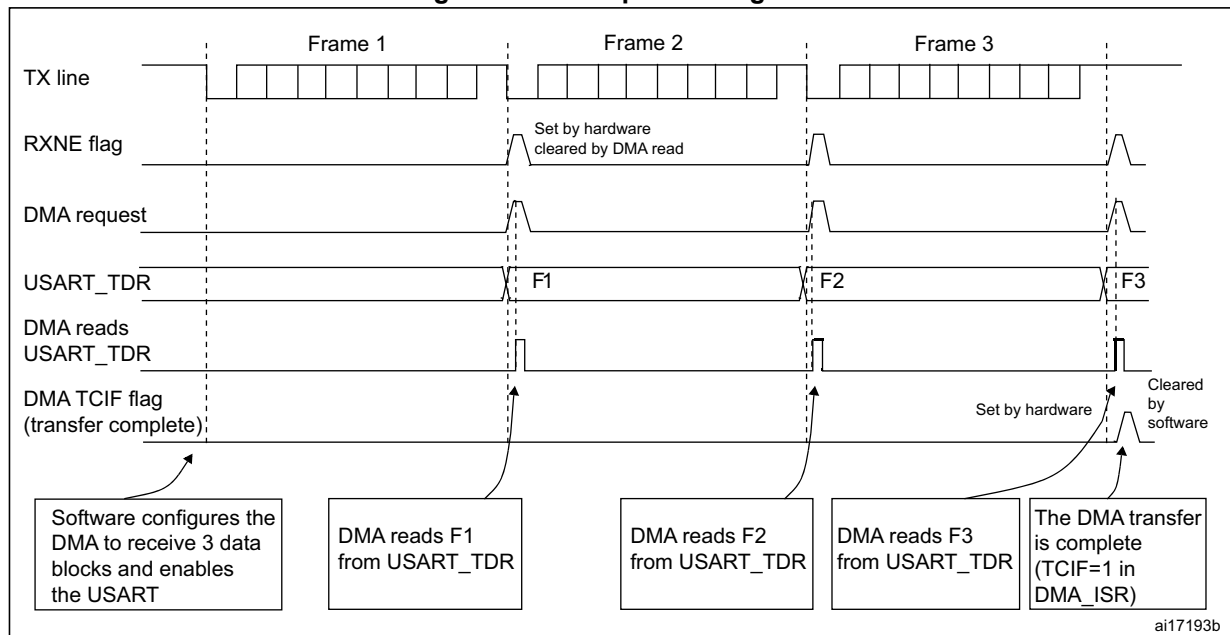 Frame 1
Frame 2
Frame 3
TX line
RXNE flag
Set by hardware
cleared by DMA read
DMA request
USART_TDR
F1
F2
F3
DMA reads
USART_TDR
DMA TCIF flag
(transfer complete)
Set by hardware
Cleared
by
software
Software configures the
DMA to receive 3 data
blocks and enables
the USART
DMA reads F1
from USART_TDR
DMA reads F2
from USART_TDR
DMA reads F3
from USART_TDR
The DMA transfer
is complete
(TCIF=1 in
DMA_ISR)
ai17193b